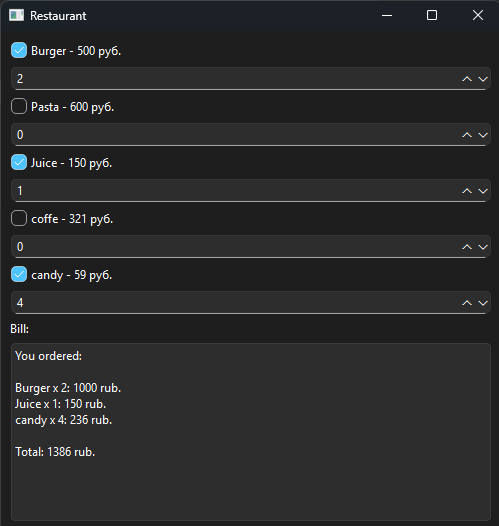 Restaurant
Burger - 500 руб.
2
Pasta - 600 руб.
0
Juice - 150 руб.
1
coffe - 321 руб.
0
candy - 59 руб.
4
Bill:
You ordered:
Burger x 2: 1000 rub.
Juice x 1: 150 rub.
candy x 4: 236 rub.
Total: 1386 rub.